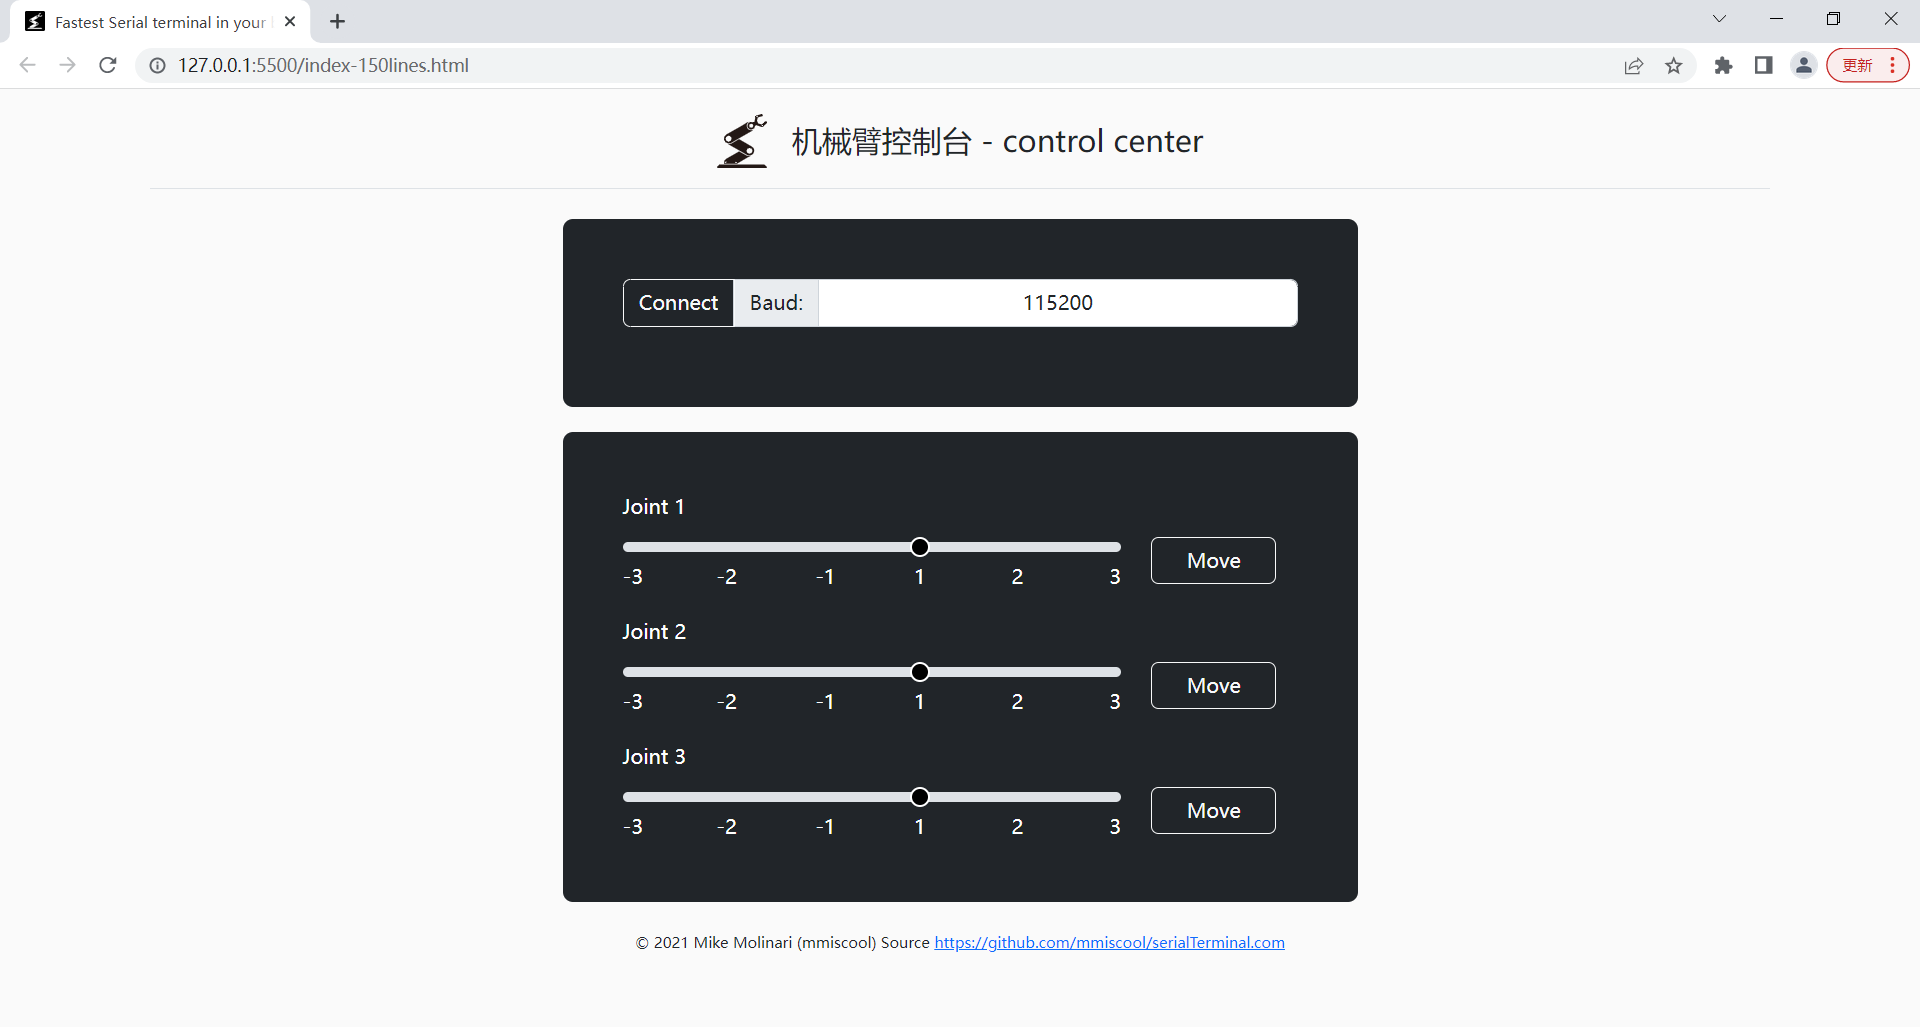 Fastest Serial terminal in your
127.0.0.1:5500/index-150lines.html
更新
机械臂控制台 - control center
Connect Baud: 115200
Joint 1
-3 -2 -1 1 2 3 Move
Joint 2
-3 -2 -1 1 2 3 Move
Joint 3
-3 -2 -1 1 2 3 Move
© 2021 Mike Molinari (mmiscool) Source https://github.com/mmiscool/serialTerminal.com